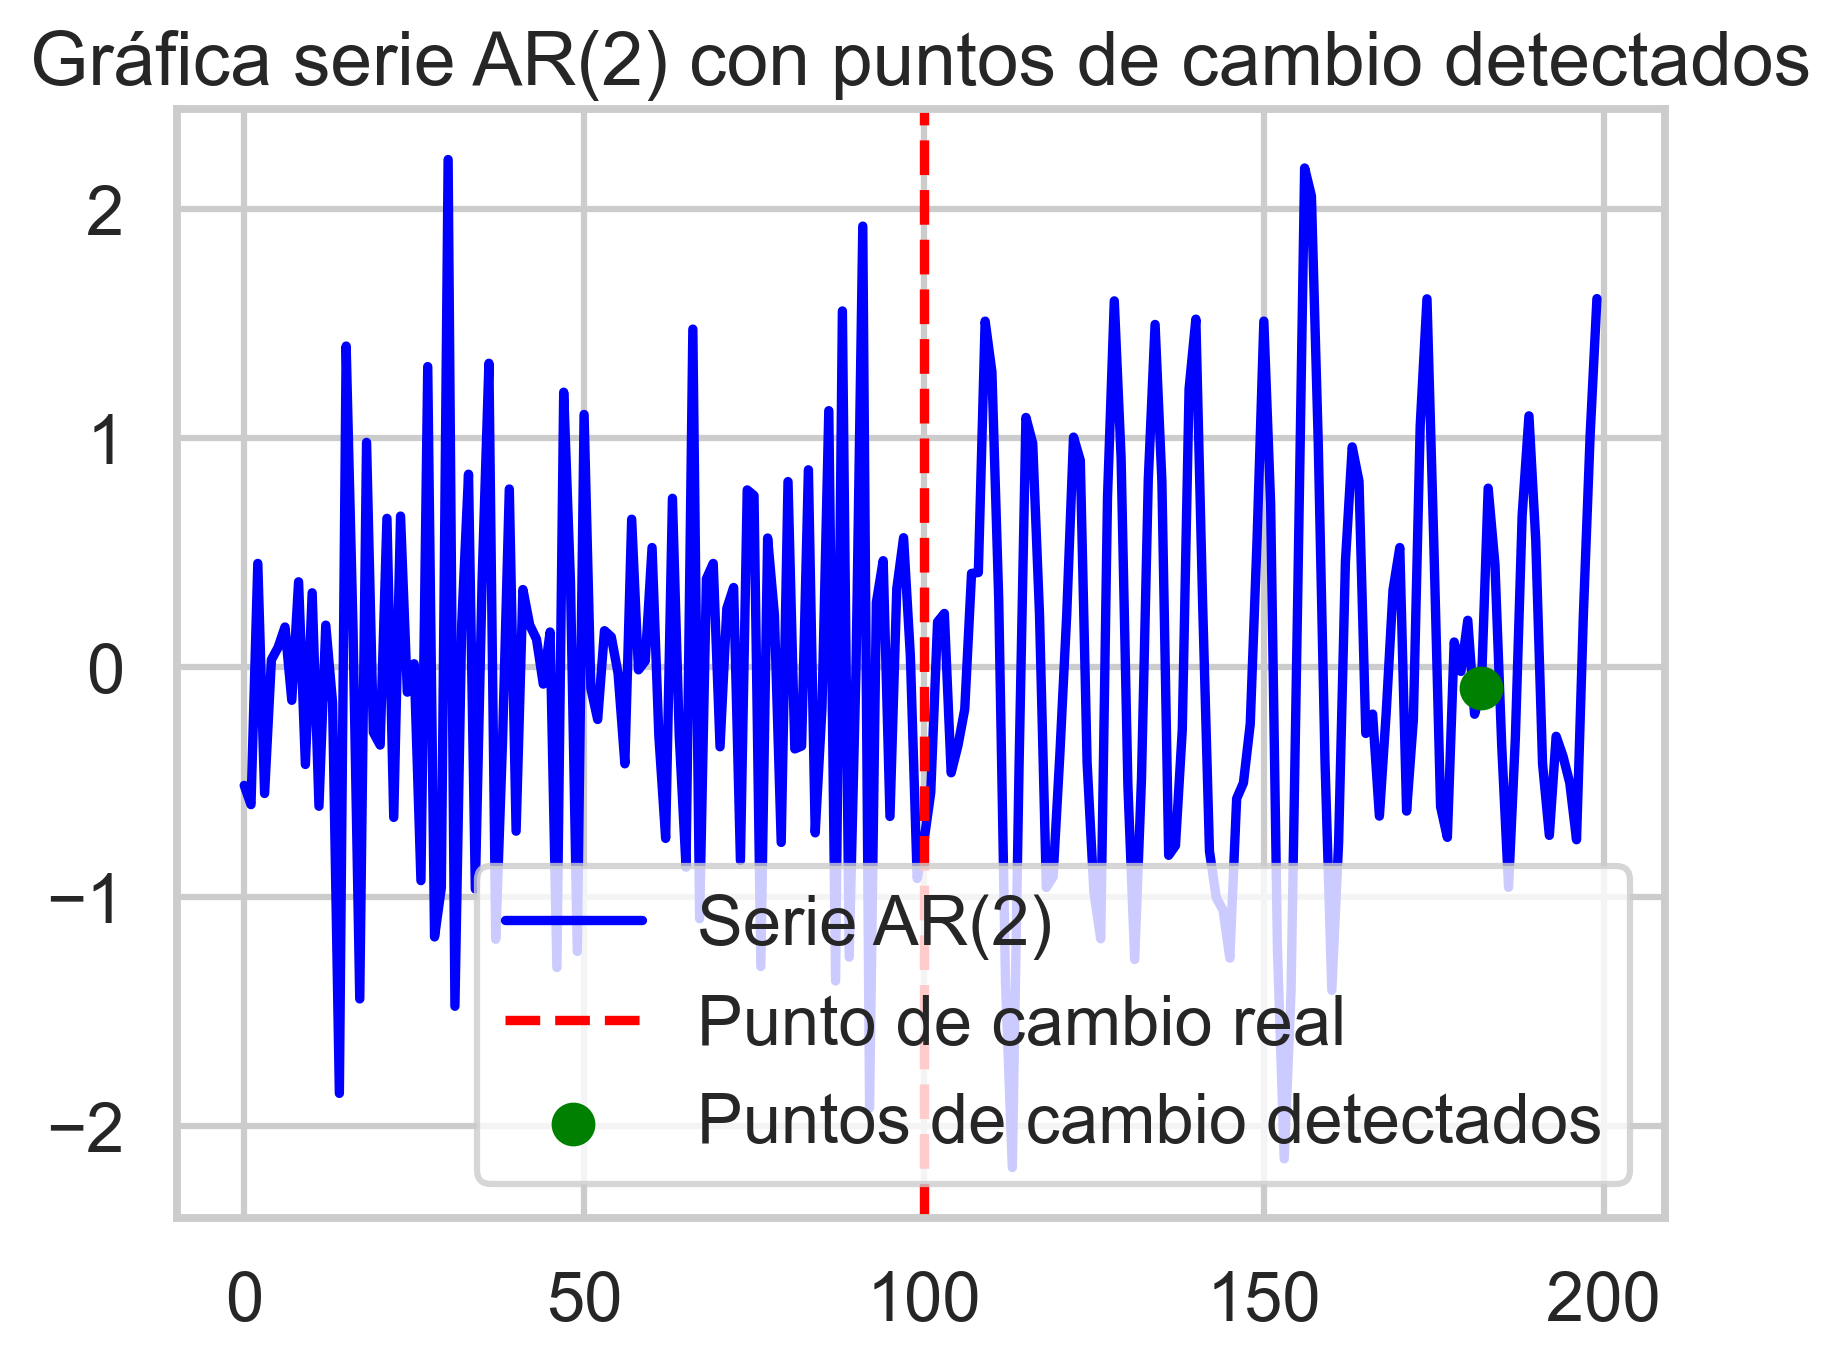 Gráfica serie AR(2) con puntos de cambio detectados
2
1
0
−1
−2
Serie AR(2)
Punto de cambio real
Puntos de cambio detectados
0 50 100 150 200